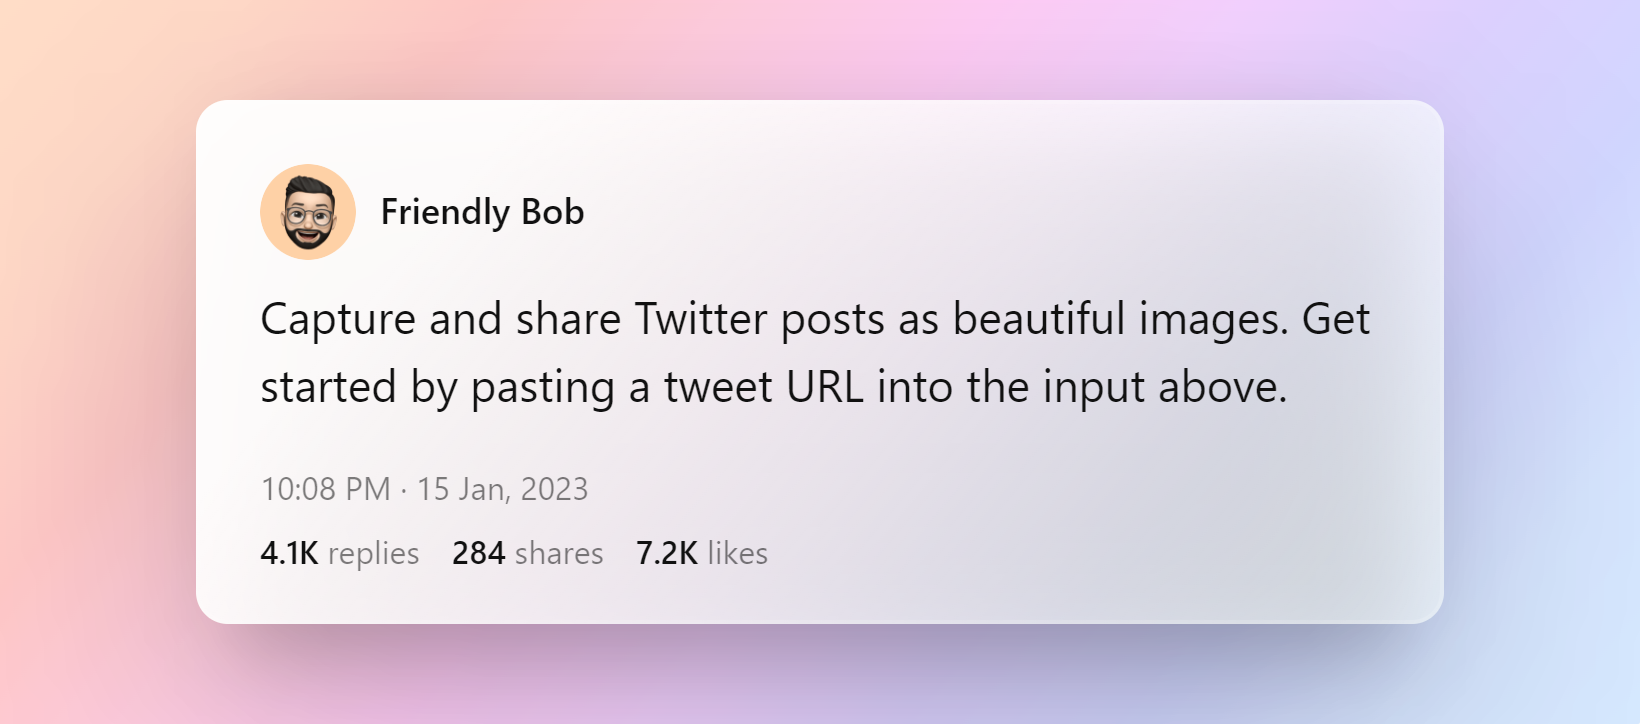 Friendly Bob
Capture and share Twitter posts as beautiful images. Get
started by pasting a tweet URL into the input above.
10:08 PM · 15 Jan, 2023
4.1K replies 284 shares 7.2K likes